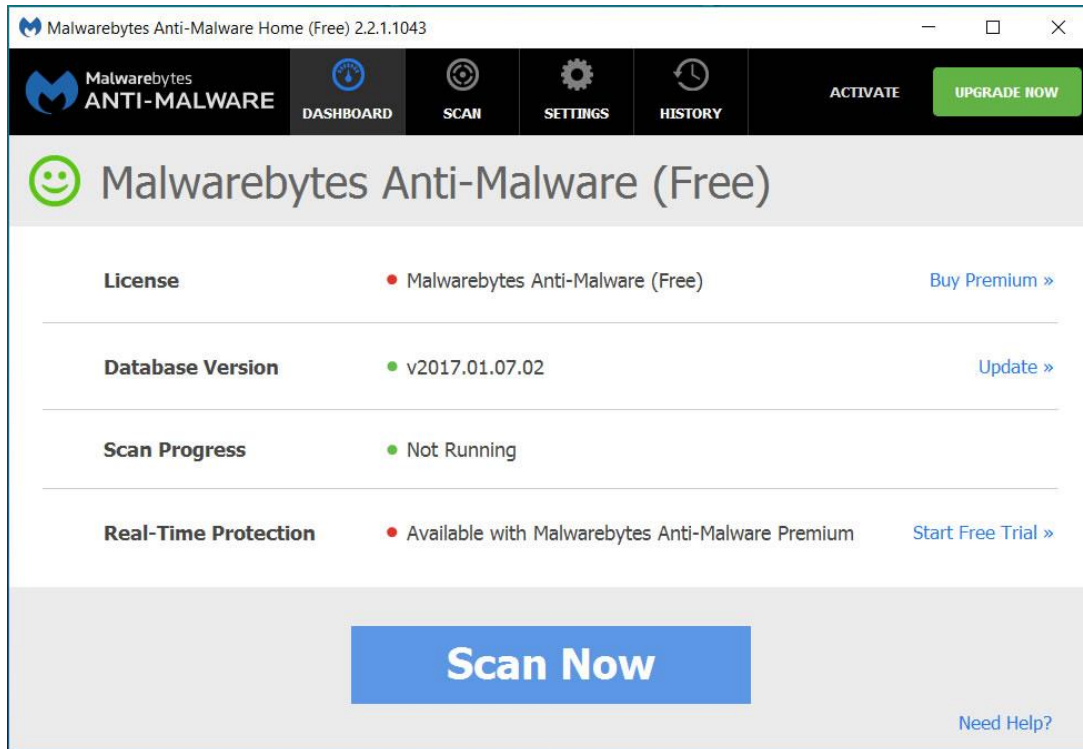 Malwarebytes Anti-Malware Home (Free) 2.2.1.1043
Malwarebytes
ANTI-MALWARE
DASHBOARD
SCAN
SETTINGS
HISTORY
ACTIVATE
UPGRADE NOW
Malwarebytes Anti-Malware (Free)
License Malwarebytes Anti-Malware (Free) Buy Premium »
Database Version v2017.01.07.02 Update »
Scan Progress Not Running
Real-Time Protection Available with Malwarebytes Anti-Malware Premium Start Free Trial »
Scan Now
Need Help?